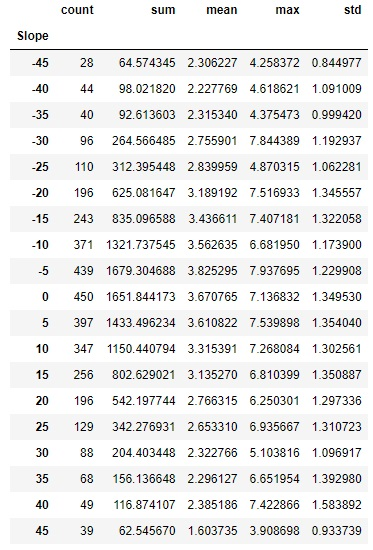 count sum mean max std
Slope
-45 28 64.574345 2.306227 4.258372 0.844977
-40 44 98.021820 2.227769 4.618621 1.091009
-35 40 92.613603 2.315340 4.375473 0.999420
-30 96 264.566485 2.755901 7.844389 1.192937
-25 110 312.395448 2.839959 4.870315 1.062281
-20 196 625.081647 3.189192 7.516933 1.345557
-15 243 835.096588 3.436611 7.407181 1.322058
-10 371 1321.737545 3.562635 6.681950 1.173900
-5 439 1679.304688 3.825295 7.937695 1.229908
0 450 1651.844173 3.670765 7.136832 1.349530
5 397 1433.496234 3.610822 7.539898 1.354040
10 347 1150.440794 3.315391 7.268084 1.302561
15 256 802.629021 3.135270 6.810399 1.350887
20 196 542.197744 2.766315 6.250301 1.297336
25 129 342.276931 2.653310 6.935667 1.310723
30 88 204.403448 2.322766 5.103816 1.096917
35 68 156.136648 2.296127 6.651954 1.392980
40 49 116.874107 2.385186 7.422866 1.583892
45 39 62.545670 1.603735 3.908698 0.933739